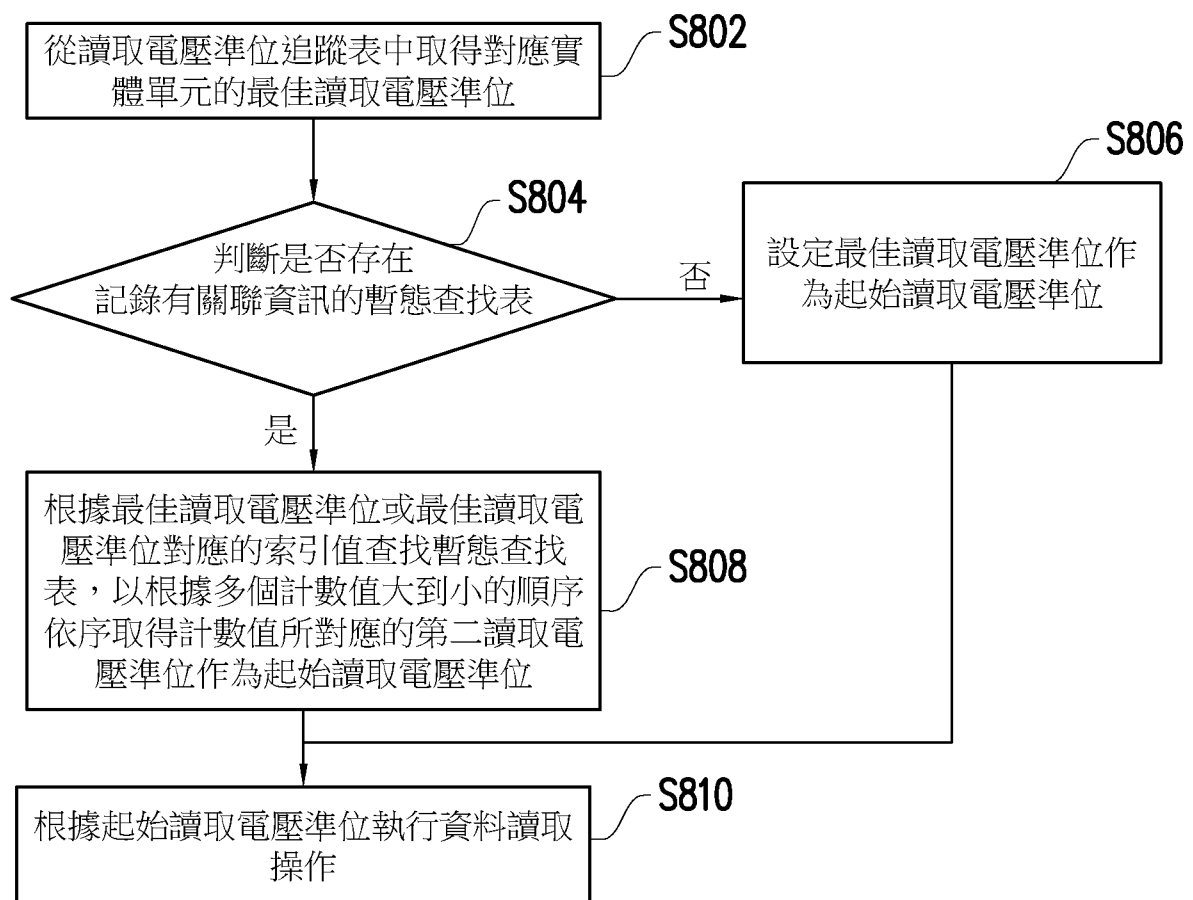 從讀取電壓準位追蹤表中取得對應實
體單元的最佳讀取電壓準位
S802
S804
判斷是否存在
記錄有關聯資訊的暫態查找表
否
S806
設定最佳讀取電壓準位作
為起始讀取電壓準位
是
根據最佳讀取電壓準位或最佳讀取電
壓準位對應的索引值查找暫態查找
表，以根據多個計數值大到小的順序
依序取得計數值所對應的第二讀取電
壓準位作為起始讀取電壓準位
S808
S810
根據起始讀取電壓準位執行資料讀取
操作